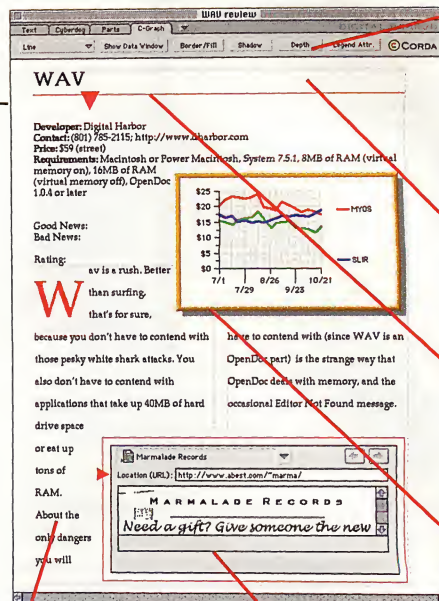 WAV review
Text Cyberdog Parts C-Graph
DIGITAL HARBOR
Line Show Data Window Border/Fill Shadow Depth Legend Attr. ©CORDA
WAV
Developer: Digital Harbor
Contact: (801) 785-2115; http://www.dharbor.com
Price: $59 (street)
Requirements: Macintosh or Power Macintosh, System 7.5.1, 8MB of RAM (virtual
memory on), 16MB of RAM
(virtual memory off), OpenDoc
1.0.4 or later
Good News:
Bad News:
Rating:
$25
$20
$15
$10
$5
$0
7/1 8/26 10/21
7/29 9/23
MYOS
SLIR
Wav is a rush. Better
than surfing,
that's for sure,
because you don't have to contend with
those pesky white shark attacks. You
also don't have to contend with
applications that take up 40MB of hard
drive space
or eat up
tons of
RAM.
About the
only dangers
you will
have to contend with (since WAV is an
OpenDoc part) is the strange way that
OpenDoc deals with memory, and the
occasional Editor Not Found message.
Marmalade Records
Location (URL): http://www.abest.com/~marma/
MARMALADE RECORDS
Need a gift? Give someone the new